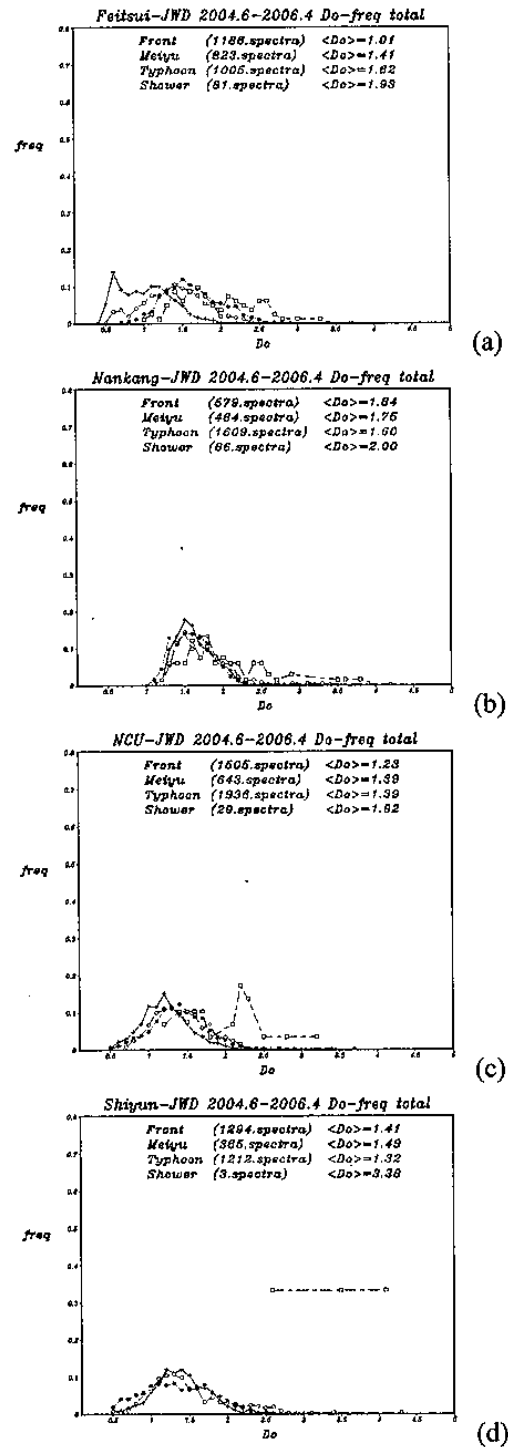 Feitsui-JWD 2004.6-2006.4 Do-freq total
Front (1186.spectra) <Do>=1.01
Meiyu (823.spectra) <Do>=1.41
Typhoon (1005.spectra) <Do>=1.62
Shower (81.spectra) <Do>=1.93
freq
Do
(a)
Nankang-JWD 2004.6-2006.4 Do-freq total
Front (579.spectra) <Do>=1.64
Meiyu (484.spectra) <Do>=1.75
Typhoon (1609.spectra) <Do>=1.60
Shower (66.spectra) <Do>=2.00
freq
Do
(b)
NCU-JWD 2004.6-2006.4 Do-freq total
Front (1505.spectra) <Do>=1.23
Meiyu (643.spectra) <Do>=1.39
Typhoon (1936.spectra) <Do>=1.39
Shower (29.spectra) <Do>=1.92
freq
Do
(c)
Shiyun-JWD 2004.6-2006.4 Do-freq total
Front (1294.spectra) <Do>=1.41
Meiyu (365.spectra) <Do>=1.49
Typhoon (1212.spectra) <Do>=1.32
Shower (3.spectra) <Do>=3.38
freq
Do
(d)